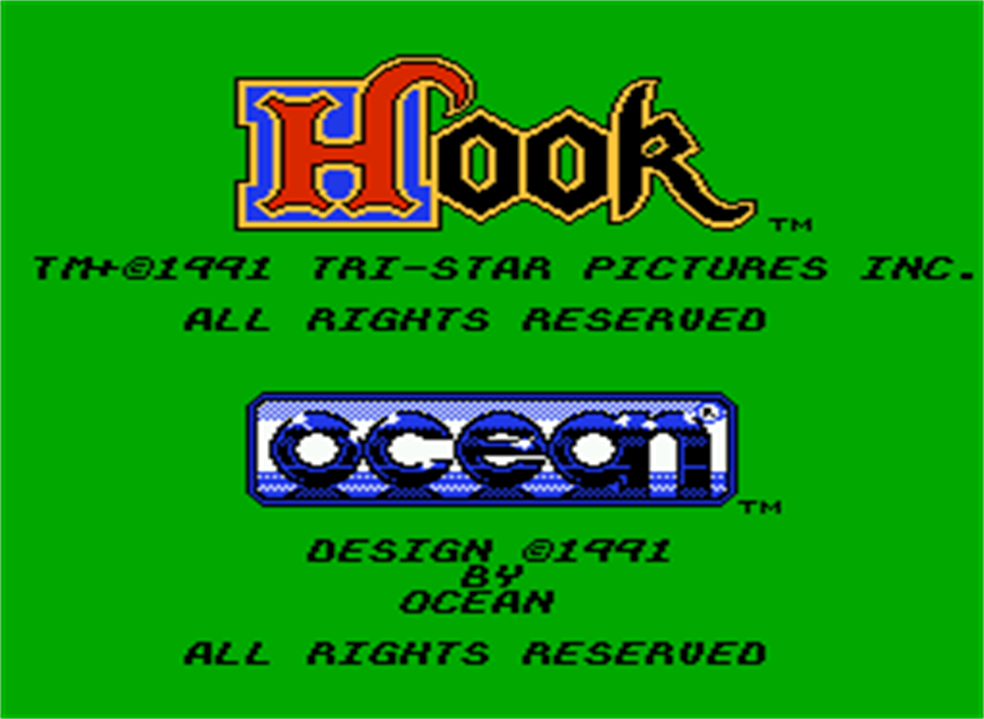 Hook™
TM+©1991 TRI-STAR PICTURES INC.
ALL RIGHTS RESERVED
ocean®™
DESIGN ©1991
BY
OCEAN
ALL RIGHTS RESERVED